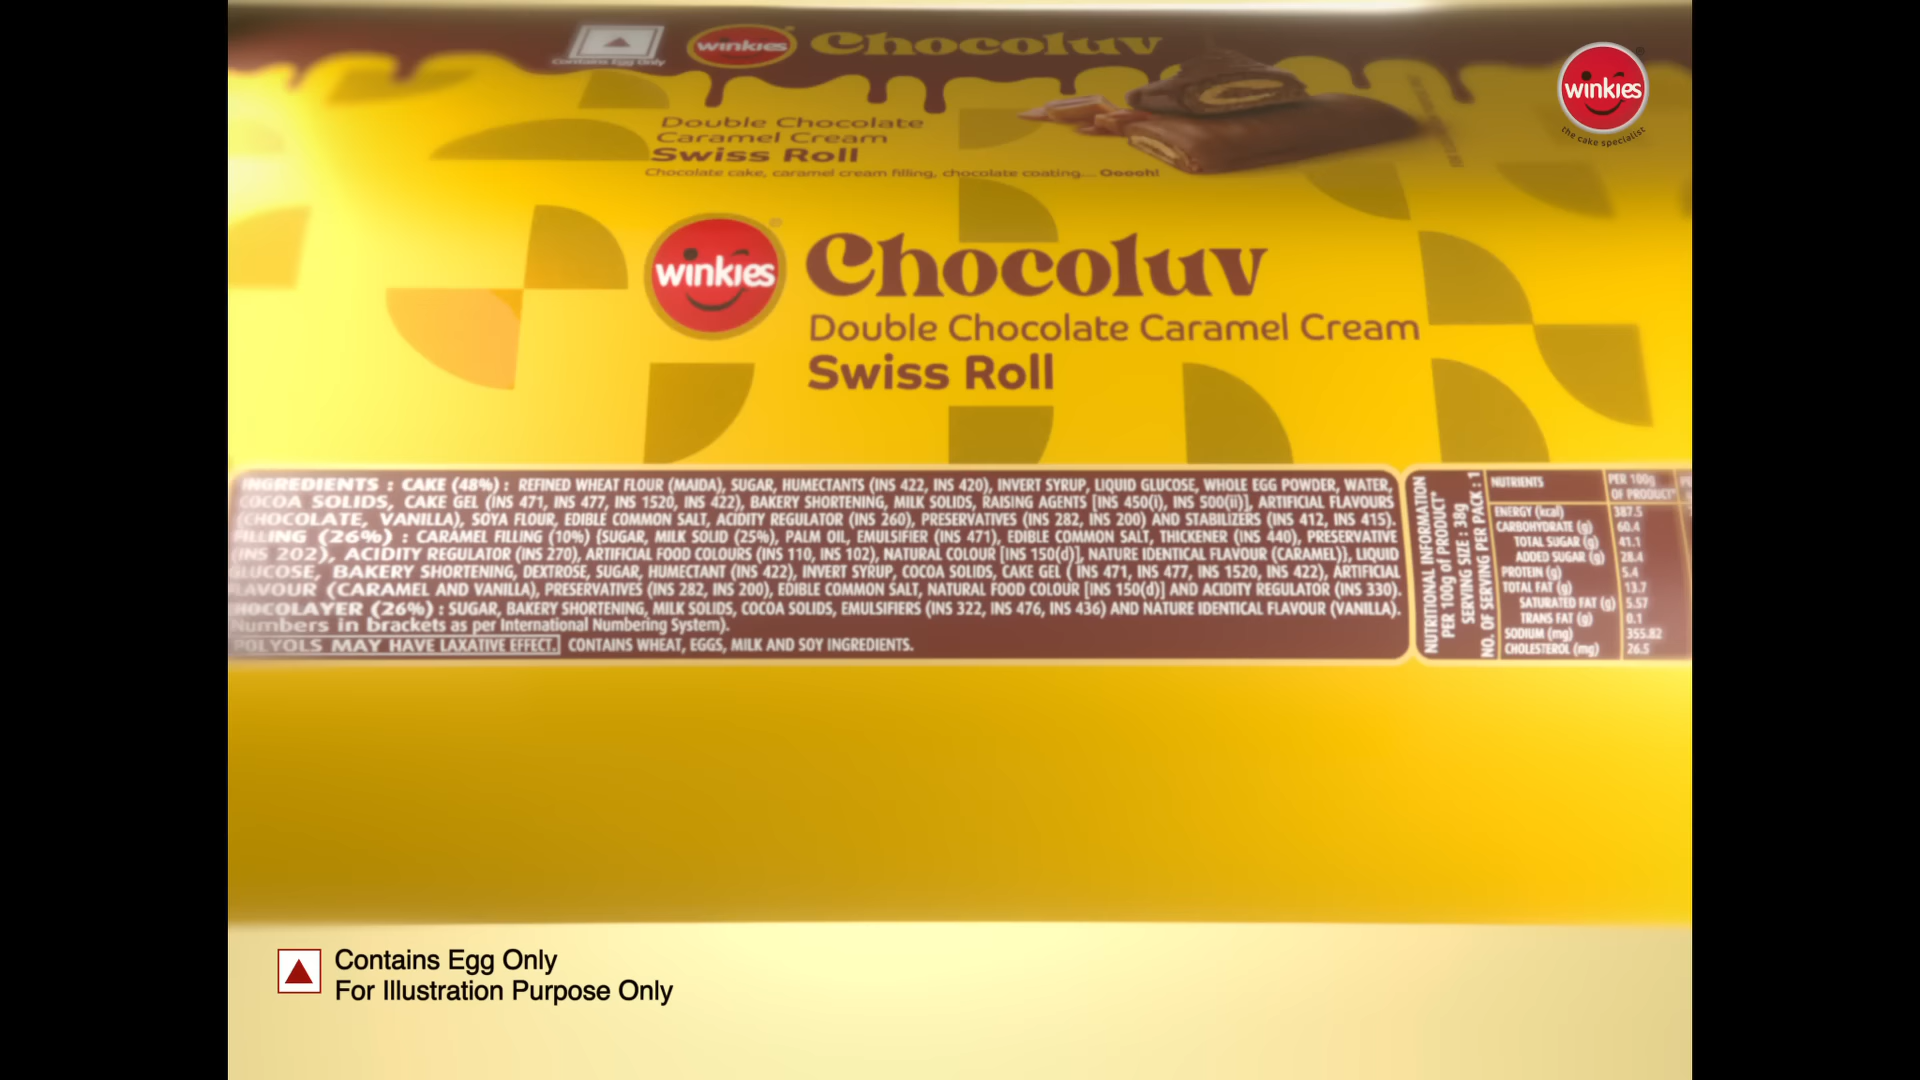 Contains Egg Only
winkies Chocoluv
Double Chocolate
Caramel Cream
Swiss Roll
Chocolate cake, caramel cream filling, chocolate coating.... Ooooh!
winkies
the cake specialist
winkies
Chocoluv
Double Chocolate Caramel Cream
Swiss Roll
INGREDIENTS : CAKE (48%) : REFINED WHEAT FLOUR (MAIDA), SUGAR, HUMECTANTS (INS 422, INS 420), INVERT SYRUP, LIQUID GLUCOSE, WHOLE EGG POWDER, WATER,
COCOA SOLIDS, CAKE GEL (INS 471, INS 477, INS 1520, INS 422), BAKERY SHORTENING, MILK SOLIDS, RAISING AGENTS [INS 450(i), INS 500(ii)], ARTIFICIAL FLAVOURS
(CHOCOLATE, VANILLA), SOYA FLOUR, EDIBLE COMMON SALT, ACIDITY REGULATOR (INS 260), PRESERVATIVES (INS 282, INS 200) AND STABILIZERS (INS 412, INS 415).
FILLING (26%) : CARAMEL FILLING (10%) {SUGAR, MILK SOLID (25%), PALM OIL, EMULSIFIER (INS 471), EDIBLE COMMON SALT, THICKENER (INS 440), PRESERVATIVE
(INS 202), ACIDITY REGULATOR (INS 270), ARTIFICIAL FOOD COLOURS (INS 110, INS 102), NATURAL COLOUR [INS 150(d)], NATURE IDENTICAL FLAVOUR (CARAMEL)}, LIQUID
GLUCOSE, BAKERY SHORTENING, DEXTROSE, SUGAR, HUMECTANT (INS 422), INVERT SYRUP, COCOA SOLIDS, CAKE GEL ( INS 471, INS 477, INS 1520, INS 422), ARTIFICIAL
FLAVOUR (CARAMEL AND VANILLA), PRESERVATIVES (INS 282, INS 200), EDIBLE COMMON SALT, NATURAL FOOD COLOUR [INS 150(d)] AND ACIDITY REGULATOR (INS 330).
CHOCOLAYER (26%) : SUGAR, BAKERY SHORTENING, MILK SOLIDS, COCOA SOLIDS, EMULSIFIERS (INS 322, INS 476, INS 436) AND NATURE IDENTICAL FLAVOUR (VANILLA).
Numbers in brackets as per International Numbering System).
POLYOLS MAY HAVE LAXATIVE EFFECT. CONTAINS WHEAT, EGGS, MILK AND SOY INGREDIENTS.
NUTRITIONAL INFORMATION
PER 100g of PRODUCT*
SERVING SIZE : 38g
NO. OF SERVING PER PACK : 1
NUTRIENTS PER 100g
OF PRODUCT*
ENERGY (kcal) 387.5
CARBOHYDRATE (g) 60.4
TOTAL SUGAR (g) 41.1
ADDED SUGAR (g) 28.4
PROTEIN (g) 5.4
TOTAL FAT (g) 13.7
SATURATED FAT (g) 5.57
TRANS FAT (g) 0.1
SODIUM (mg) 355.82
CHOLESTEROL (mg) 26.5
Contains Egg Only
For Illustration Purpose Only